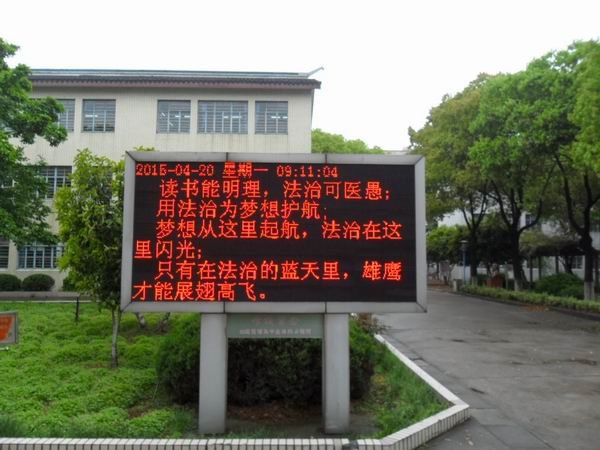 2015-04-20 星期一 09:11:04
读书能明理，法治可医愚；
用法治为梦想护航；
梦想从这里起航，法治在这
里闪光；
只有在法治的蓝天里，雄鹰
才能展翅高飞。